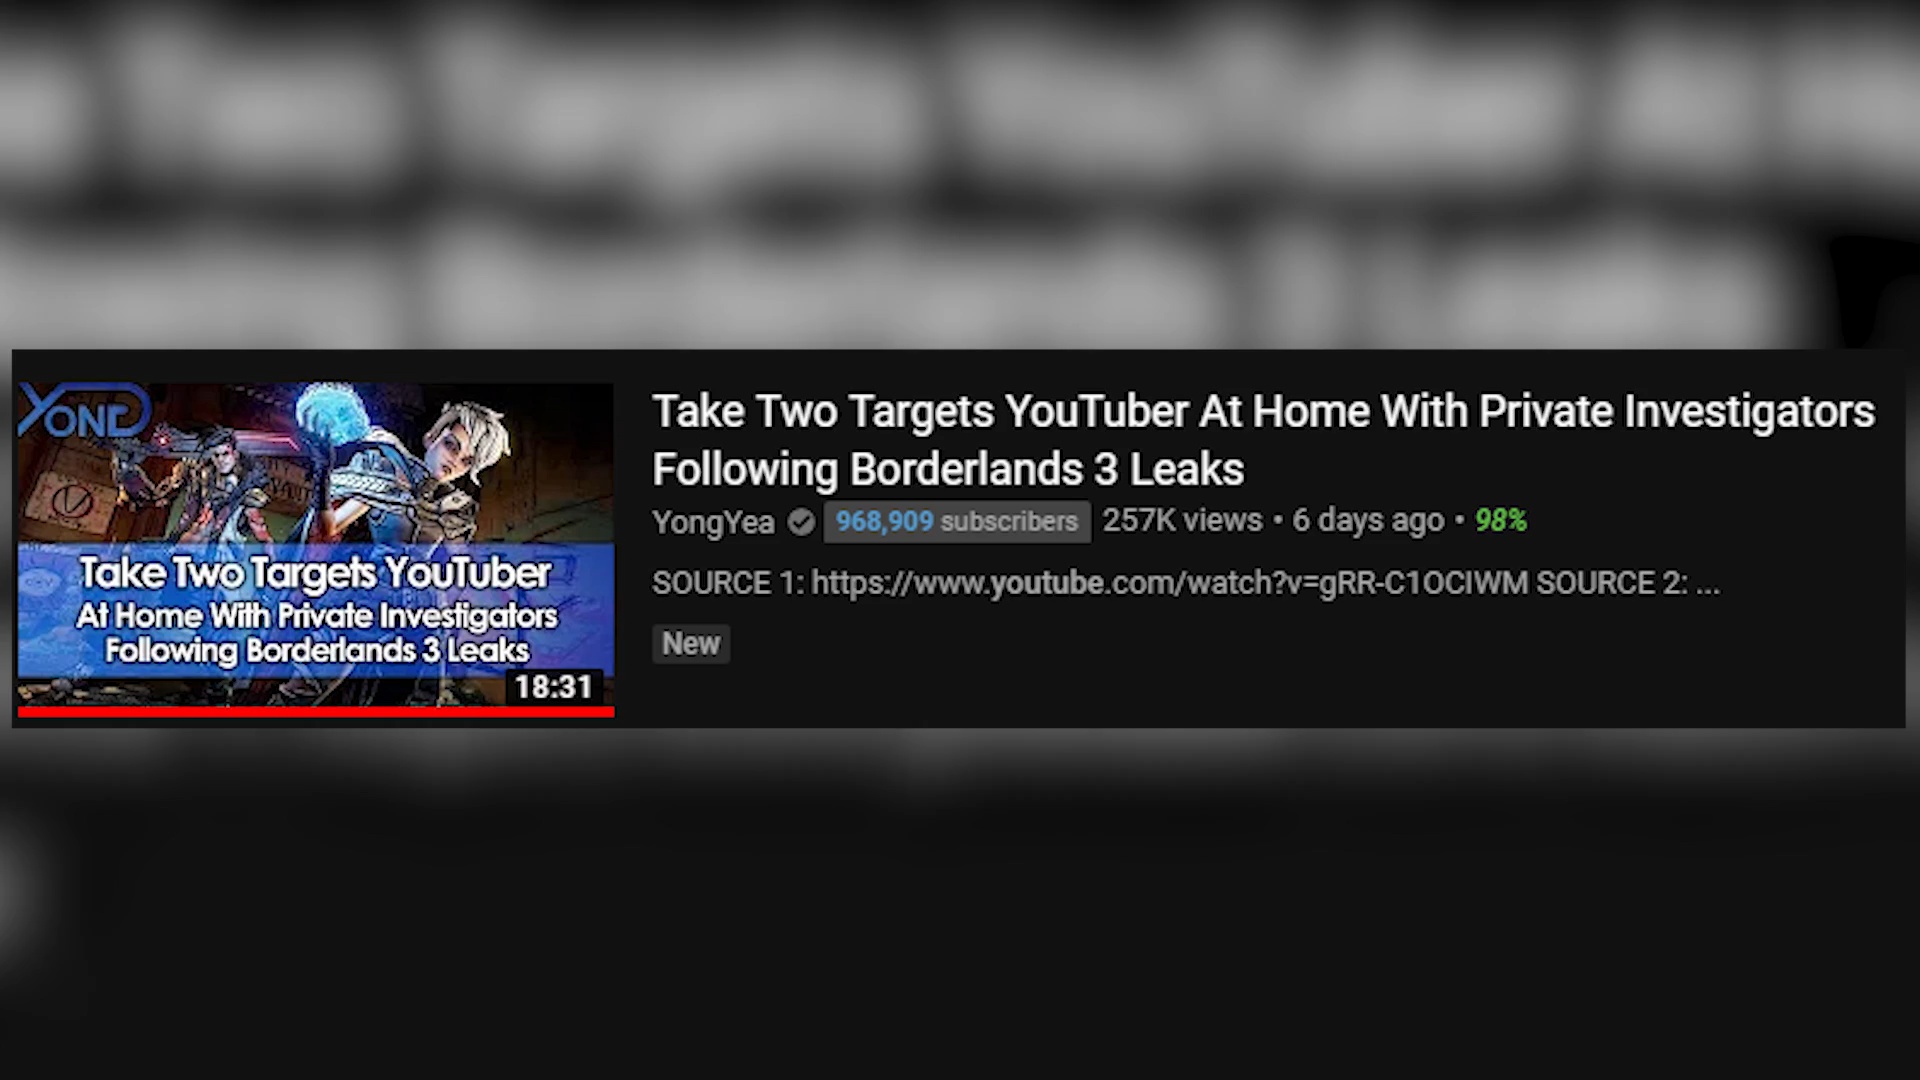 YONG
Take Two Targets YouTuber
At Home With Private Investigators
Following Borderlands 3 Leaks
18:31
Take Two Targets YouTuber At Home With Private Investigators
Following Borderlands 3 Leaks
YongYea 968,909 subscribers 257K views • 6 days ago • 98%
SOURCE 1: https://www.youtube.com/watch?v=gRR-C1OCIWM SOURCE 2: ...
New